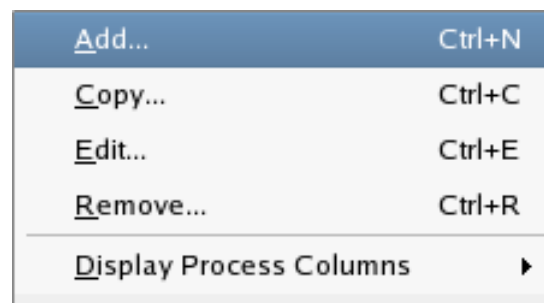 Add... Ctrl+N
Copy... Ctrl+C
Edit... Ctrl+E
Remove... Ctrl+R
Display Process Columns